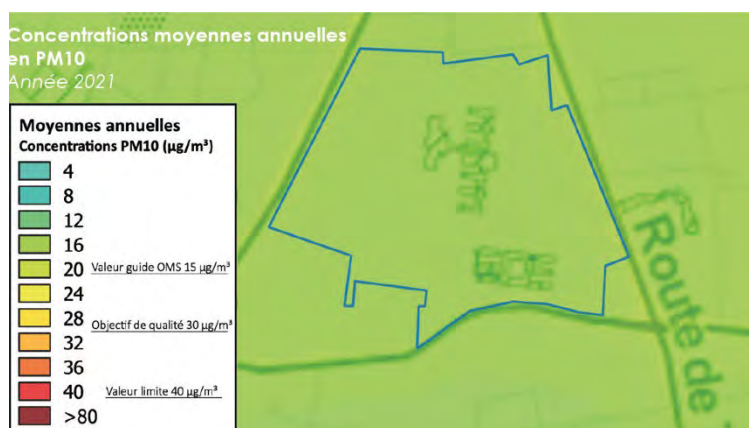 Concentrations moyennes annuelles
en PM10
Année 2021
Moyennes annuelles
Concentrations PM10 (µg/m³)
4
8
12
16
20 Valeur guide OMS 15 µg/m³
24
28 Objectif de qualité 30 µg/m³
32
36
40 Valeur limite 40 µg/m³
>80
Route de